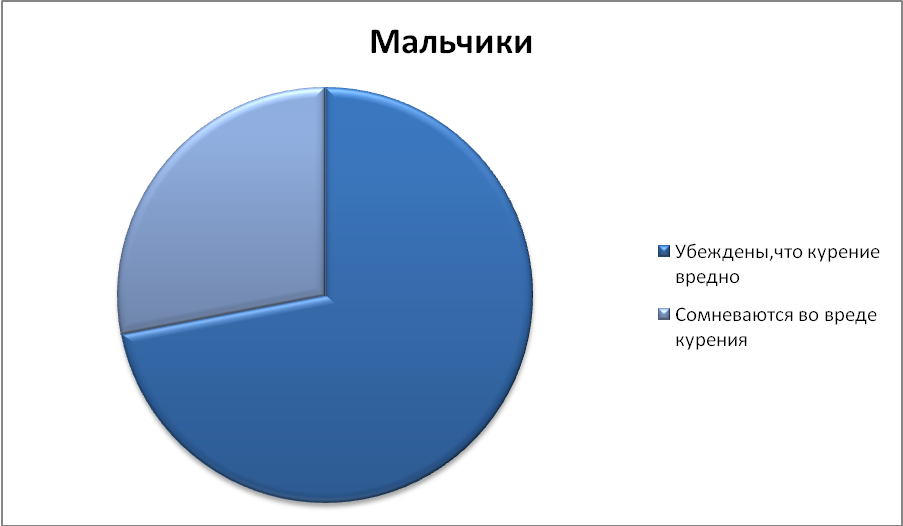 Мальчики
Убеждены,что курение
вредно
Сомневаются во вреде
курения